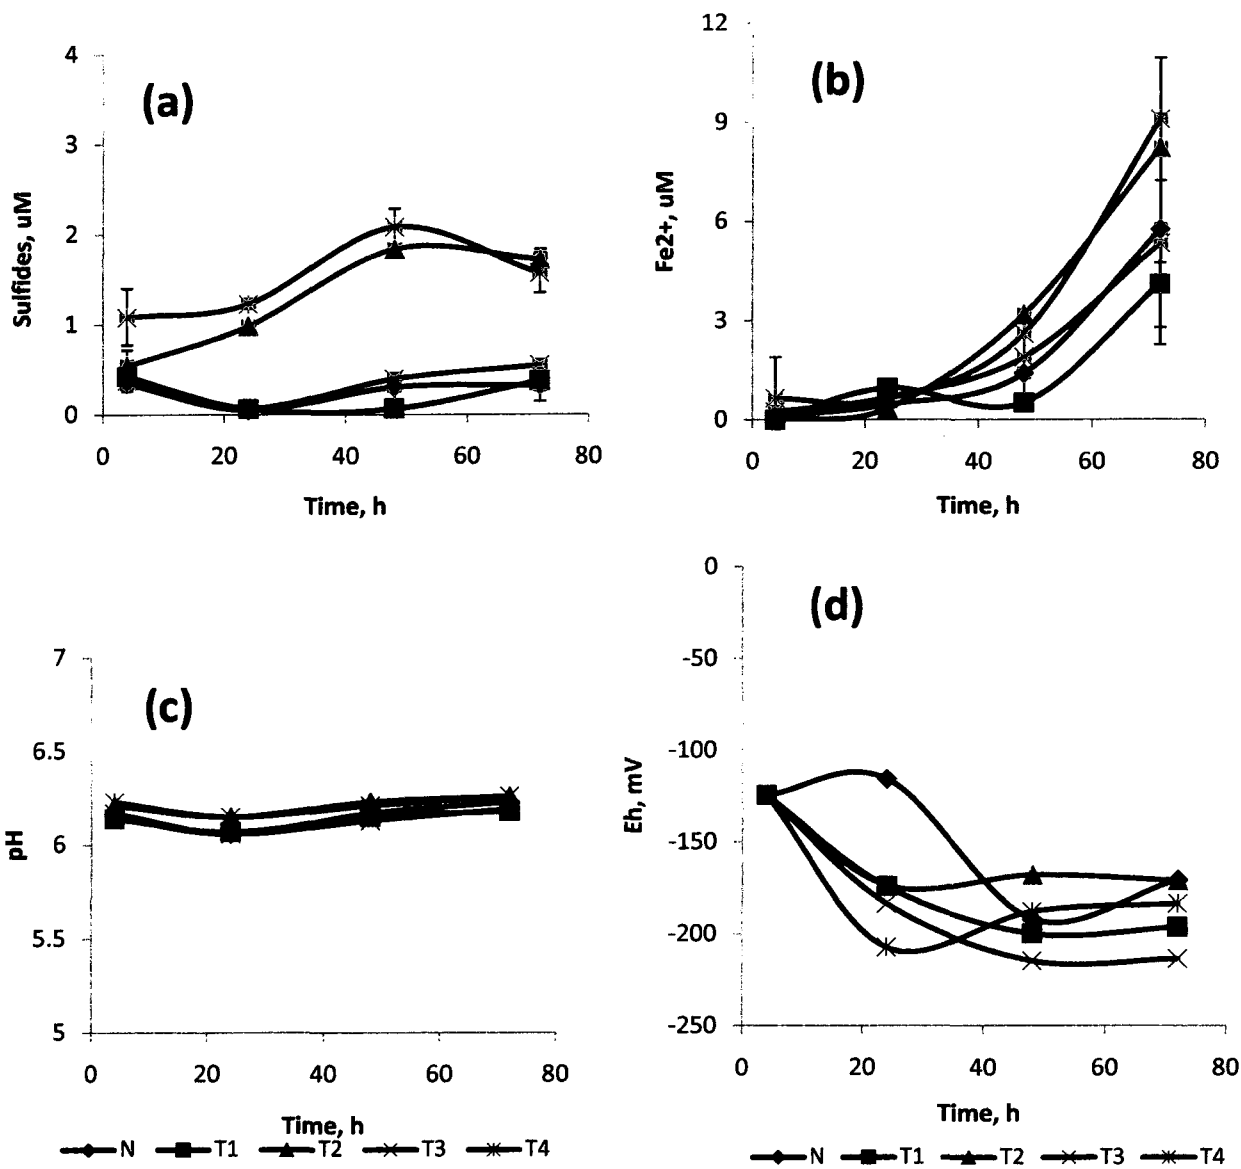 (a)
4
3
2
1
0
Sulfides, uM
0 20 40 60 80
Time, h
(b)
12
9
6
3
0
Fe2+, uM
0 20 40 60 80
Time, h
(c)
7
6.5
6
5.5
5
pH
0 20 40 60 80
Time, h
N T1 T2 T3 T4
(d)
0
-50
-100
-150
-200
-250
Eh, mV
0 20 40 60 80
Time, h
N T1 T2 T3 T4